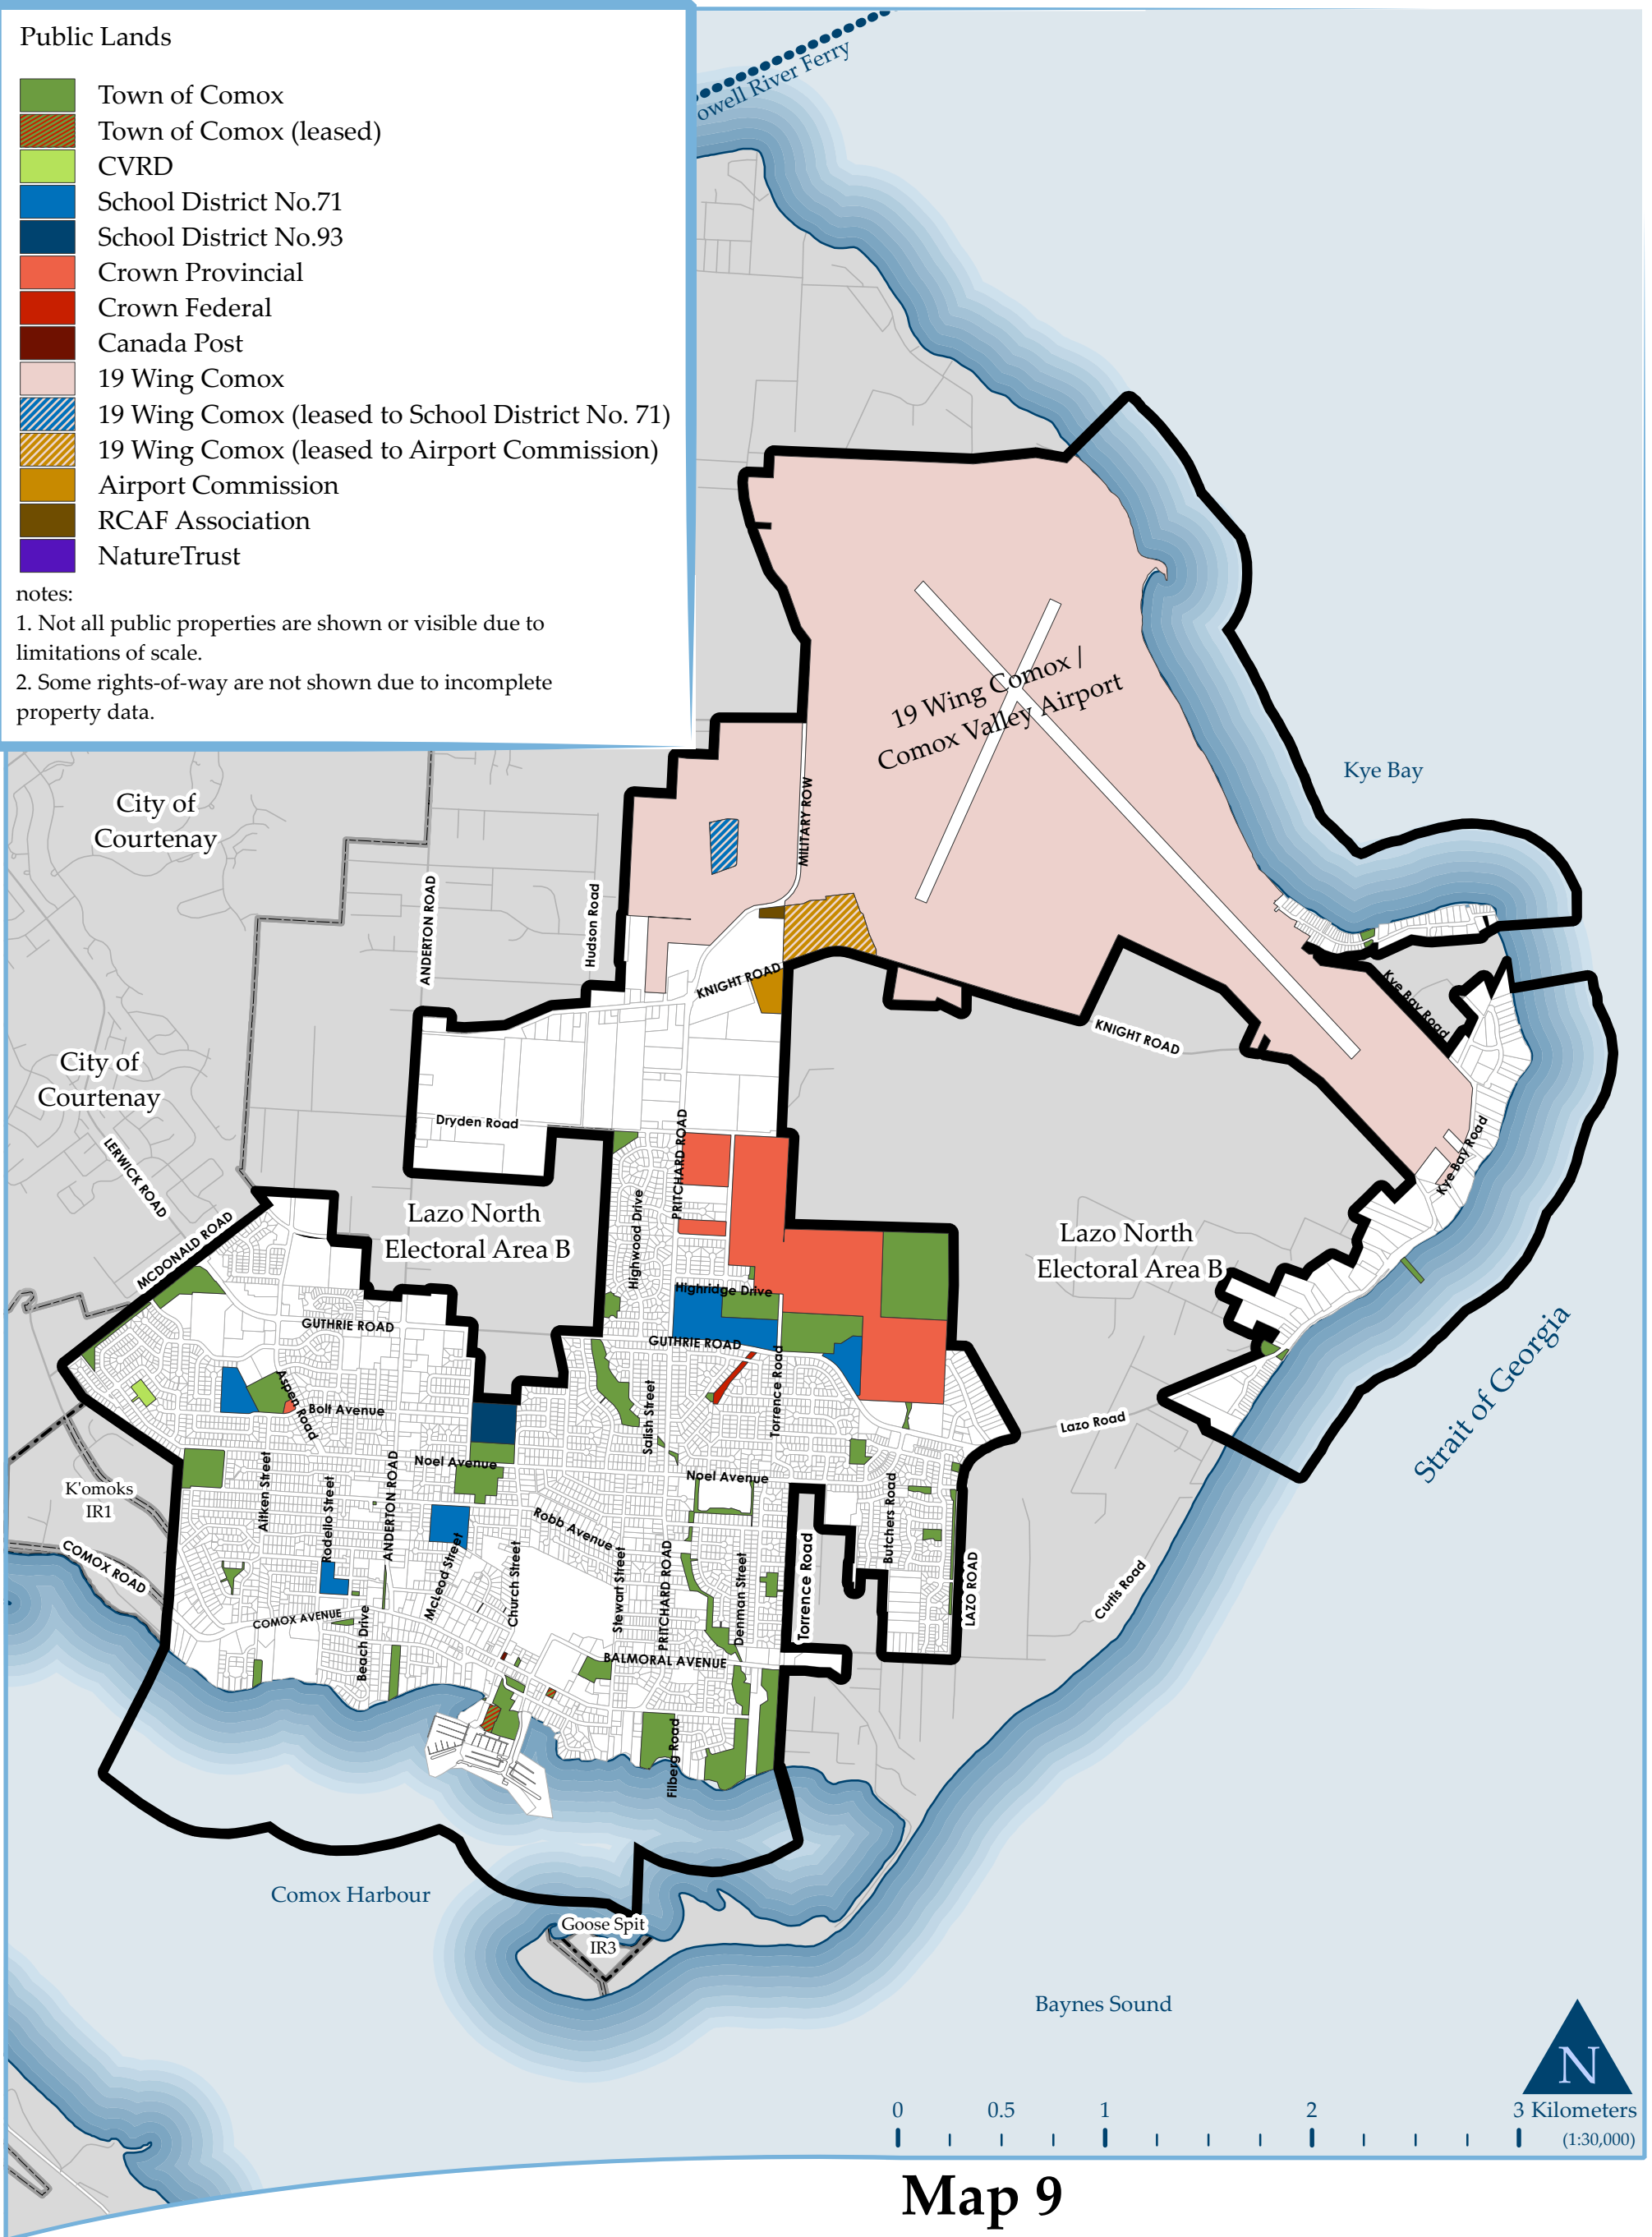 Public Lands
Town of Comox
Town of Comox (leased)
CVRD
School District No.71
School District No.93
Crown Provincial
Crown Federal
Canada Post
19 Wing Comox
19 Wing Comox (leased to School District No. 71)
19 Wing Comox (leased to Airport Commission)
Airport Commission
RCAF Association
NatureTrust
notes:
1. Not all public properties are shown or visible due to
limitations of scale.
2. Some rights-of-way are not shown due to incomplete
property data.
owell River Ferry
19 Wing Comox /
Comox Valley Airport
Kye Bay
City of
Courtenay
MILITARY ROW
ANDERTON ROAD
Hudson Road
KNIGHT ROAD
Kye Bay Road
KNIGHT ROAD
City of
Courtenay
Dryden Road
PRITCHARD ROAD
Kye Bay Road
LERWICK ROAD
MCDONALD ROAD
Lazo North
Electoral Area B
Highwood Drive
Lazo North
Electoral Area B
Highridge Drive
GUTHRIE ROAD
GUTHRIE ROAD
Strait of Georgia
Aspen Road
Bolt Avenue
Salish Street
Torrence Road
Lazo Road
K'omoks
IR1
Aitken Street
Rodello Street
ANDERTON ROAD
Noel Avenue
Noel Avenue
Butchers Road
COMOX ROAD
Robb Avenue
McLeod Street
Church Street
Stewart Street
PRITCHARD ROAD
Denman Street
Torrence Road
LAZO ROAD
Curtis Road
COMOX AVENUE
Beach Drive
BALMORAL AVENUE
Filberg Road
Comox Harbour
Goose Spit
IR3
Baynes Sound
N
0 0.5 1 2 3 Kilometers
(1:30,000)
Map 9